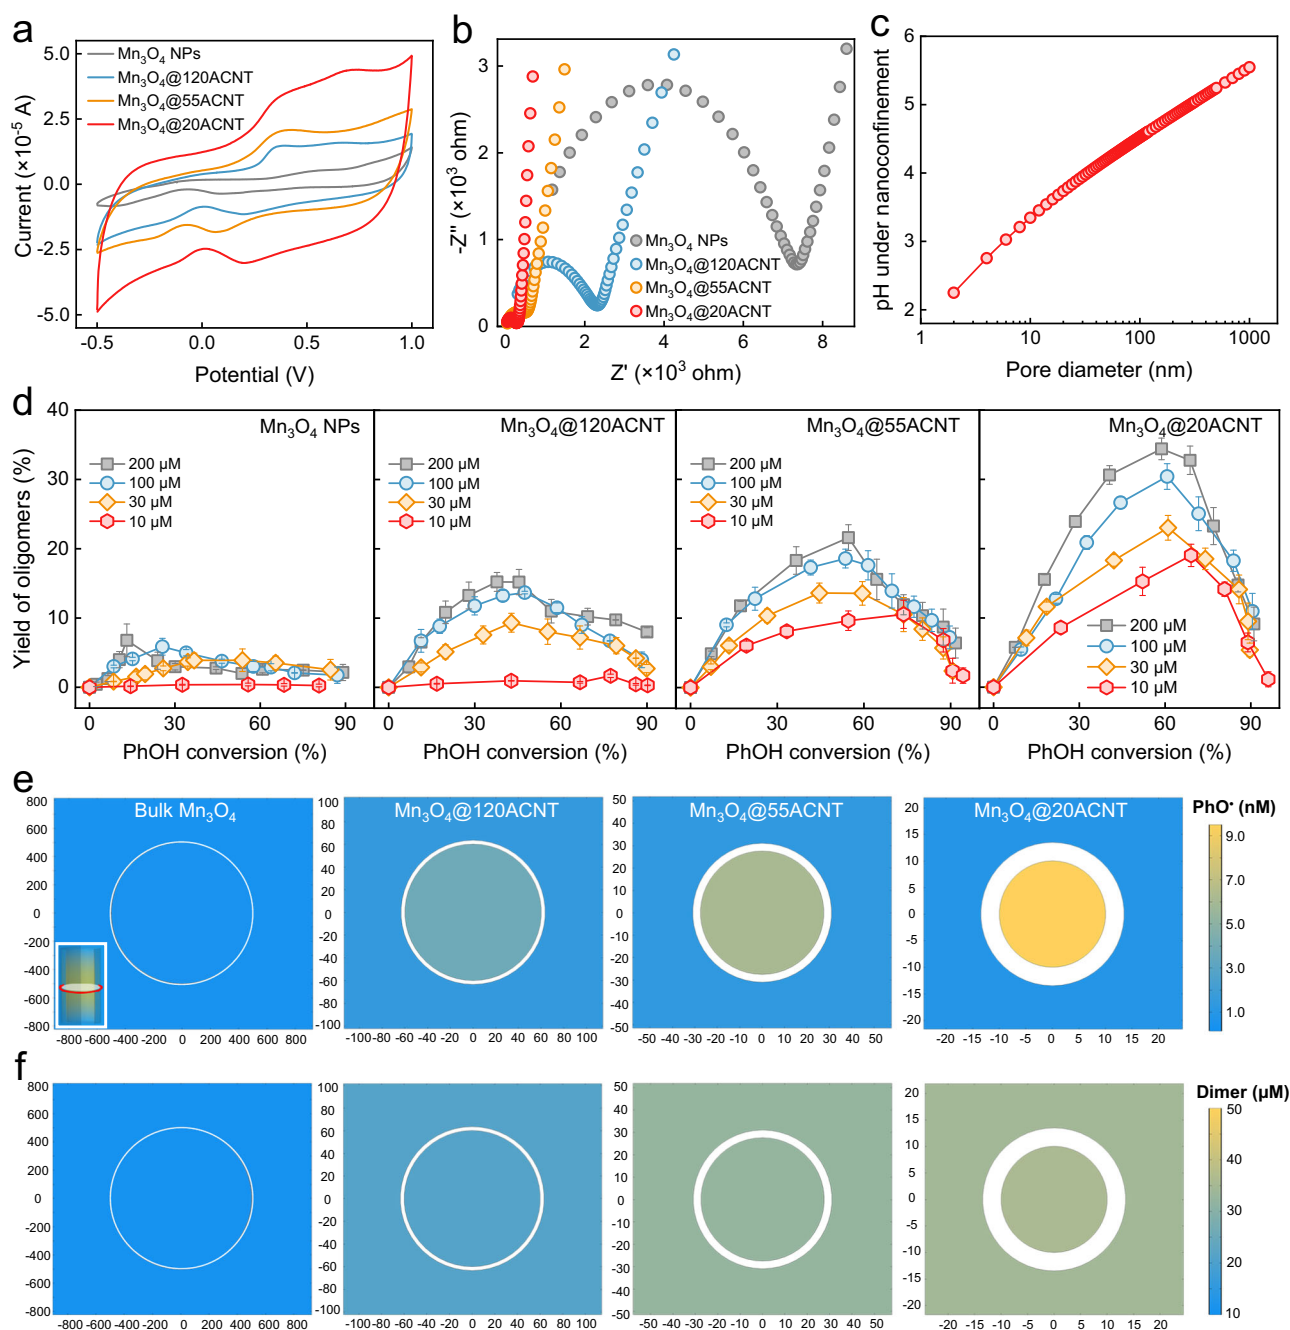 a
5.0
2.5
0.0
-2.5
-5.0
Current (×10⁻⁵ A)
Mn₃O₄ NPs
Mn₃O₄@120ACNT
Mn₃O₄@55ACNT
Mn₃O₄@20ACNT
-0.5 0.0 0.5 1.0
Potential (V)
b
3
2
1
0
-Z'' (×10³ ohm)
Mn₃O₄ NPs
Mn₃O₄@120ACNT
Mn₃O₄@55ACNT
Mn₃O₄@20ACNT
0 2 4 6 8
Z' (×10³ ohm)
c
6
5
4
3
2
pH under nanoconfinement
1 10 100 1000
Pore diameter (nm)
d
40
30
20
10
0
Yield of oligomers (%)
Mn₃O₄ NPs
200 μM
100 μM
30 μM
10 μM
0 30 60 90
PhOH conversion (%)
Mn₃O₄@120ACNT
200 μM
100 μM
30 μM
10 μM
0 30 60 90
PhOH conversion (%)
Mn₃O₄@55ACNT
200 μM
100 μM
30 μM
10 μM
0 30 60 90
PhOH conversion (%)
Mn₃O₄@20ACNT
200 μM
100 μM
30 μM
10 μM
0 30 60 90
PhOH conversion (%)
e
800
600
400
200
0
-200
-400
-600
-800
Bulk Mn₃O₄
-800 -600 -400 -200 0 200 400 600 800
100
80
60
40
20
0
-20
-40
-60
-80
-100
Mn₃O₄@120ACNT
-100 -80 -60 -40 -20 0 20 40 60 80 100
50
40
30
20
10
0
-10
-20
-30
-40
-50
Mn₃O₄@55ACNT
-50 -40 -30 -20 -10 0 10 20 30 40 50
20
15
10
5
0
-5
-10
-15
-20
Mn₃O₄@20ACNT
-20 -15 -10 -5 0 5 10 15 20
PhO• (nM)
9.0
7.0
5.0
3.0
1.0
f
800
600
400
200
0
-200
-400
-600
-800
-800 -600 -400 -200 0 200 400 600 800
100
80
60
40
20
0
-20
-40
-60
-80
-100
-100 -80 -60 -40 -20 0 20 40 60 80 100
50
40
30
20
10
0
-10
-20
-30
-40
-50
-50 -40 -30 -20 -10 0 10 20 30 40 50
20
15
10
5
0
-5
-10
-15
-20
-20 -15 -10 -5 0 5 10 15 20
Dimer (μM)
50
40
30
20
10